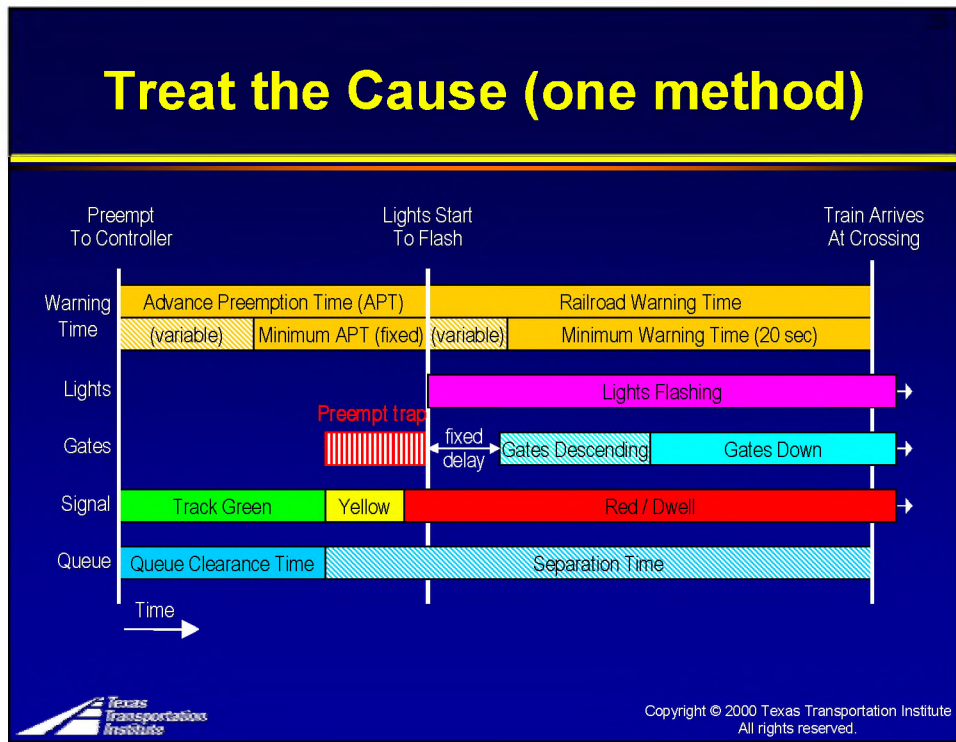 Treat the Cause (one method)
Preempt
To Controller
Lights Start
To Flash
Train Arrives
At Crossing
Warning
Time
Advance Preemption Time (APT)
Railroad Warning Time
(variable)
Minimum APT (fixed)
(variable)
Minimum Warning Time (20 sec)
Lights
Lights Flashing
Preempt trap
Gates
fixed
delay
Gates Descending
Gates Down
Signal
Track Green
Yellow
Red / Dwell
Queue
Queue Clearance Time
Separation Time
Time
Texas
Transportation
Institute
Copyright © 2000 Texas Transportation Institute
All rights reserved.